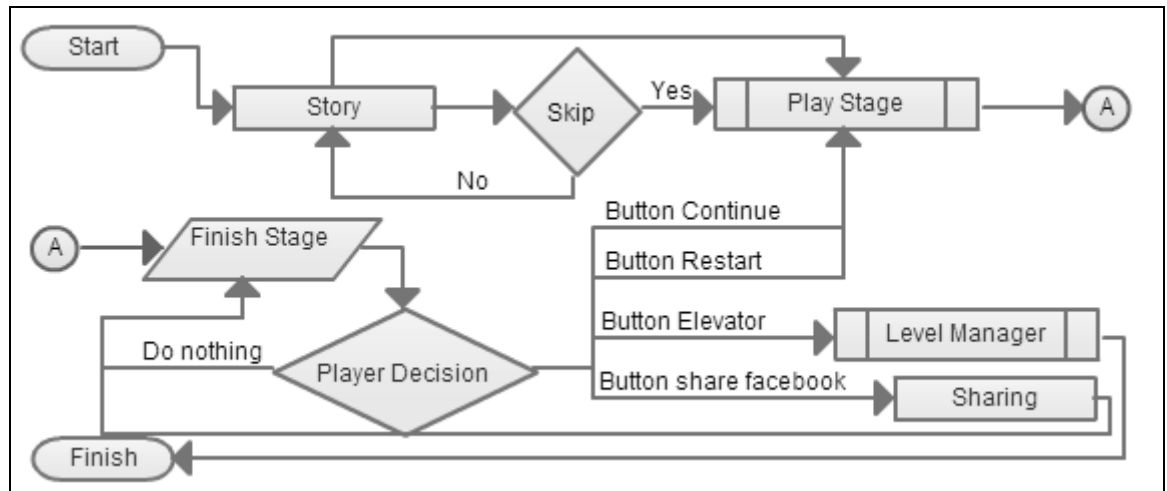 Start
Story
Skip
Yes
Play Stage
A
No
Button Continue
A
Finish Stage
Button Restart
Button Elevator
Level Manager
Do nothing
Player Decision
Button share facebook
Sharing
Finish